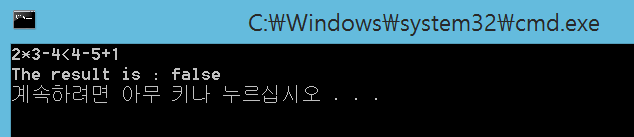 C:₩Windows₩system32₩cmd.exe
2*3-4<4-5+1
The result is : false
계속하려면 아무 키나 누르십시오 . . .